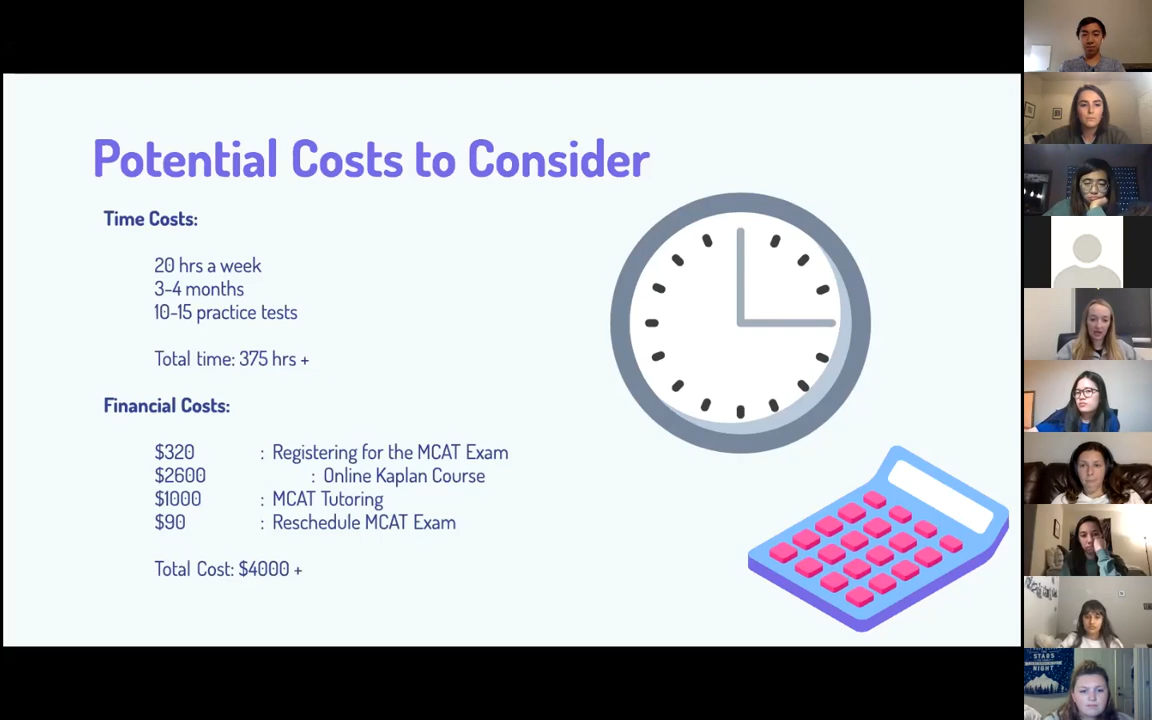 Potential Costs to Consider
Time Costs:
20 hrs a week
3-4 months
10-15 practice tests
Total time: 375 hrs +
Financial Costs:
$320 : Registering for the MCAT Exam
$2600 : Online Kaplan Course
$1000 : MCAT Tutoring
$90 : Reschedule MCAT Exam
Total Cost: $4000 +
STARS
NIGHT